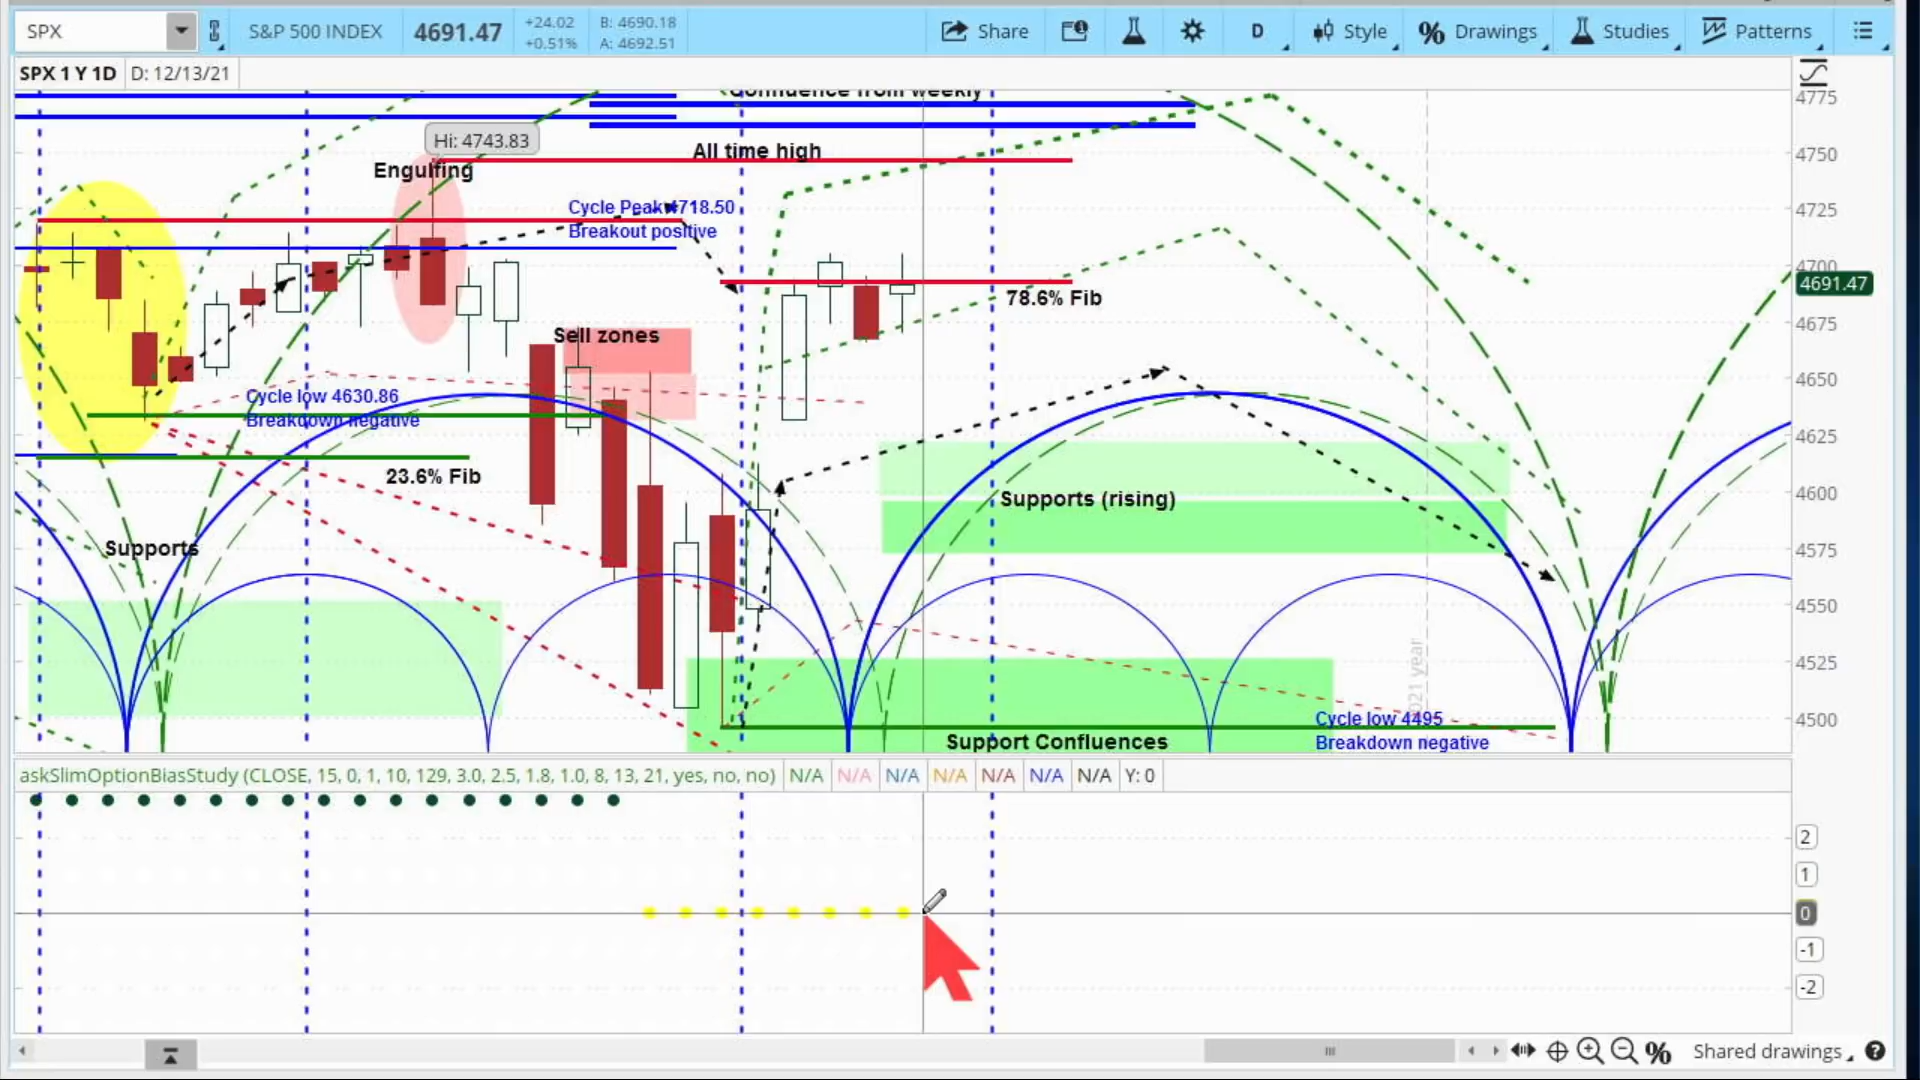 SPX
S&P 500 INDEX
4691.47
+24.02
+0.51%
B: 4690.18
A: 4692.51
Share
D
Style
Drawings
Studies
Patterns
SPX 1 Y 1D
D: 12/13/21
Confluence from weekly
4775
Hi: 4743.83
All time high
4750
Engulfing
Cycle Peak 4718.50
4725
Breakout positive
4700
4691.47
78.6% Fib
Sell zones
4675
4650
Cycle low 4630.86
Breakdown negative
4625
23.6% Fib
Supports (rising)
4600
Supports
4575
4550
4525
2021 year
Cycle low 4495
4500
Support Confluences
Breakdown negative
askSlimOptionBiasStudy (CLOSE, 15, 0, 1, 10, 129, 3.0, 2.5, 1.8, 1.0, 8, 13, 21, yes, no, no)
N/A
N/A
N/A
N/A
N/A
N/A
N/A
Y: 0
2
1
0
-1
-2
Shared drawings